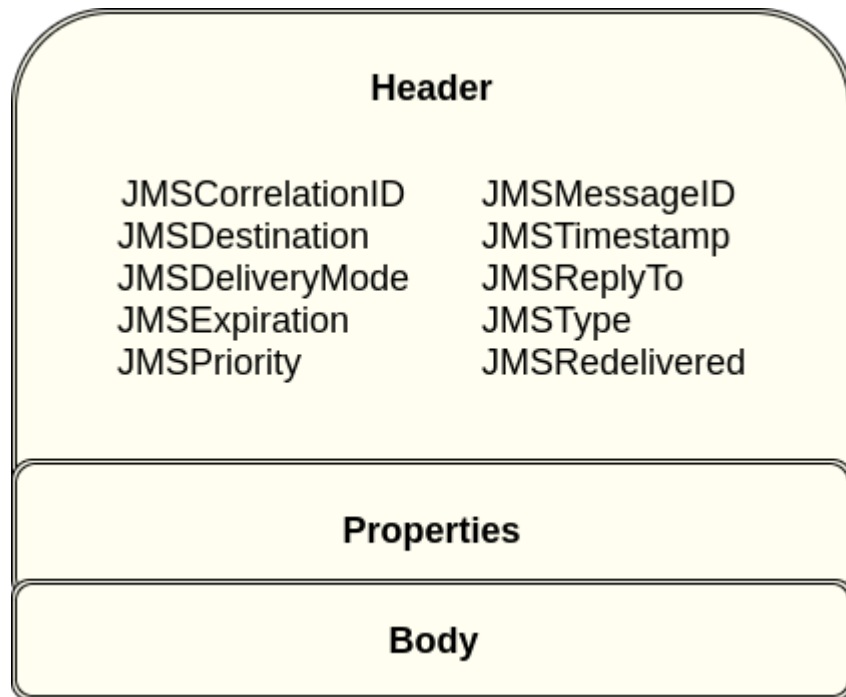 Header
JMSCorrelationID
JMSDestination
JMSDeliveryMode
JMSExpiration
JMSPriority
JMSMessageID
JMSTimestamp
JMSReplyTo
JMSType
JMSRedelivered
Properties
Body